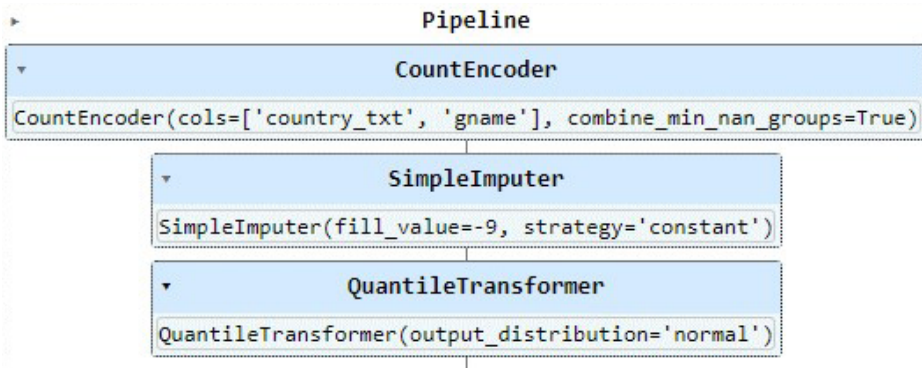 Pipeline
CountEncoder
CountEncoder(cols=['country_txt', 'gname'], combine_min_nan_groups=True)
SimpleImputer
SimpleImputer(fill_value=-9, strategy='constant')
QuantileTransformer
QuantileTransformer(output_distribution='normal')